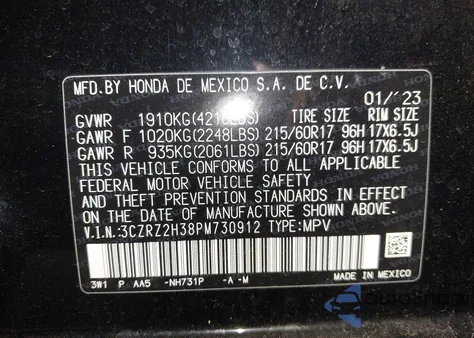 MFD.BY HONDA DE MEXICO S.A. DE C.V.
01/'23
GVWR 1910KG(4210LBS) TIRE SIZE RIM SIZE
GAWR F 1020KG(2248LBS) 215/60R17 96H 17X6.5J
GAWR R 935KG(2061LBS) 215/60R17 96H 17X6.5J
THIS VEHICLE CONFORMS TO ALL APPLICABLE
FEDERAL MOTOR VEHICLE SAFETY
AND THEFT PREVENTION STANDARDS IN EFFECT
ON THE DATE OF MANUFACTURE SHOWN ABOVE.
V.I.N.:3CZRZ2H38PM730912 TYPE:MPV
3W1 P AA5 -NH731P -A -M MADE IN MEXICO
AutoSnap